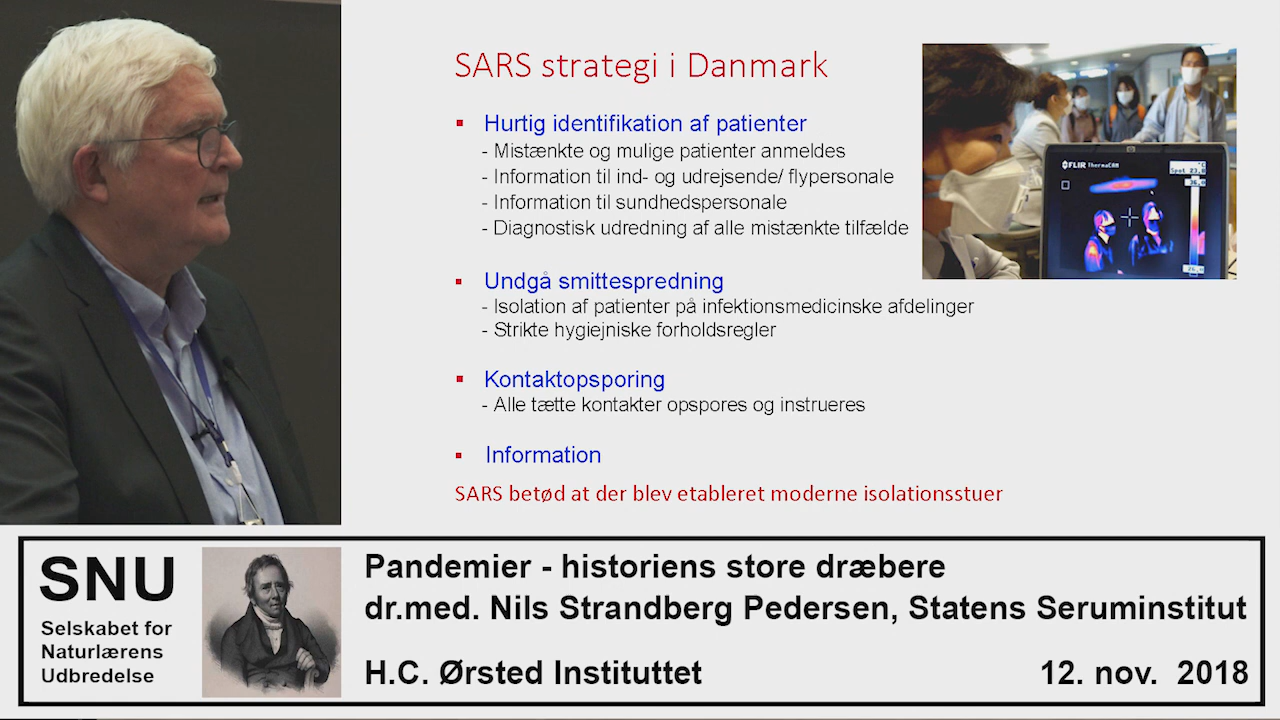 SARS strategi i Danmark
▪ Hurtig identifikation af patienter
- Mistænkte og mulige patienter anmeldes
- Information til ind- og udrejsende/ flypersonale
- Information til sundhedspersonale
- Diagnostisk udredning af alle mistænkte tilfælde
▪ Undgå smittespredning
- Isolation af patienter på infektionsmedicinske afdelinger
- Strikte hygiejniske forholdsregler
▪ Kontaktopsporing
- Alle tætte kontakter opspores og instrueres
▪ Information
SARS betød at der blev etableret moderne isolationsstuer
FLIR ThermaCAM
°C
Spot 23,8
SNU
Selskabet for
Naturlærens
Udbredelse
Pandemier - historiens store dræbere
dr.med. Nils Strandberg Pedersen, Statens Seruminstitut
H.C. Ørsted Instituttet
12. nov. 2018